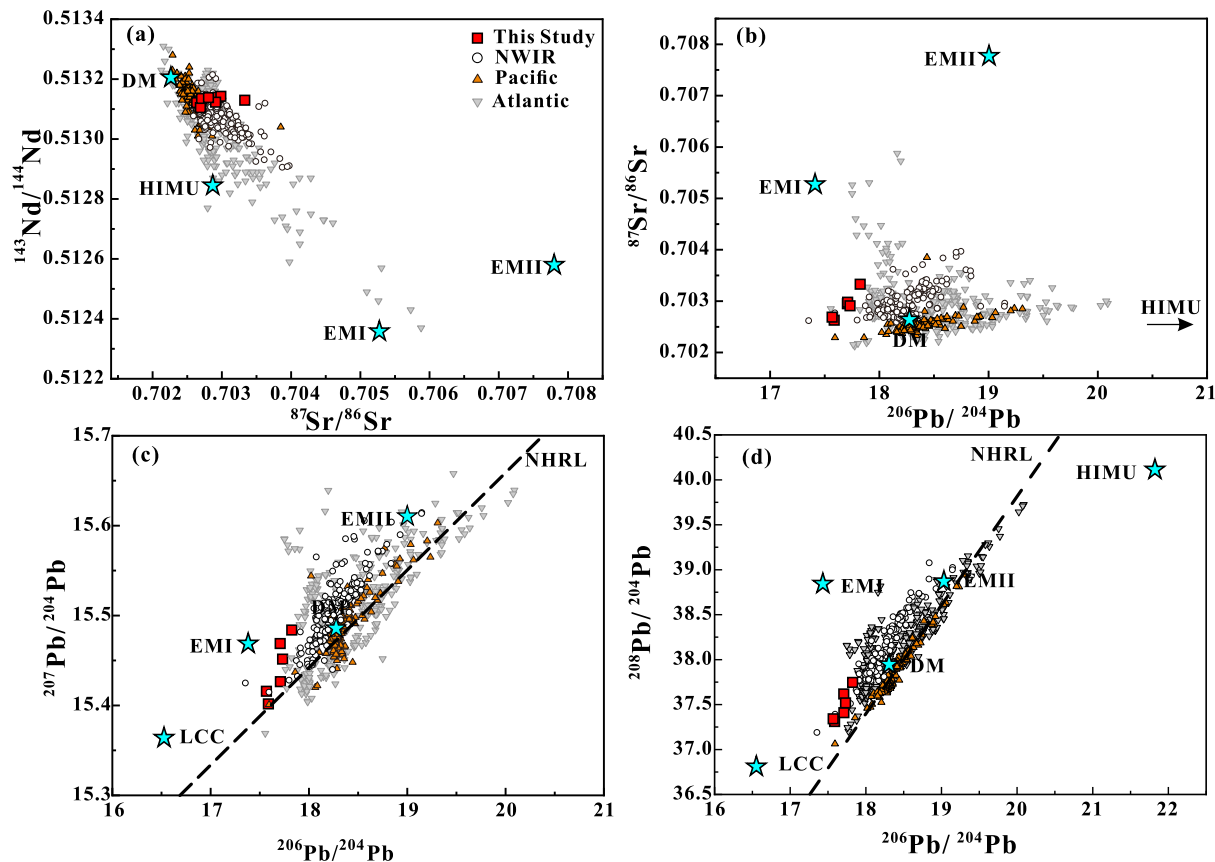 (a)
0.5134
0.5132
0.5130
0.5128
0.5126
0.5124
0.5122
¹⁴³Nd/¹⁴⁴Nd
This Study
NWIR
Pacific
Atlantic
DM
HIMU
EMII
EMI
0.702 0.703 0.704 0.705 0.706 0.707 0.708
⁸⁷Sr/⁸⁶Sr
(b)
0.708
0.707
0.706
0.705
0.704
0.703
0.702
⁸⁷Sr/⁸⁶Sr
EMII
EMI
HIMU
DM
17 18 19 20 21
²⁰⁶Pb/ ²⁰⁴Pb
(c)
15.7
15.6
15.5
15.4
15.3
²⁰⁷Pb/ ²⁰⁴Pb
NHRL
EMII
DM
EMI
LCC
16 17 18 19 20 21
²⁰⁶Pb/²⁰⁴Pb
(d)
40.5
40.0
39.5
39.0
38.5
38.0
37.5
37.0
36.5
²⁰⁸Pb/ ²⁰⁴Pb
NHRL
HIMU
EMI
EMII
DM
LCC
16 17 18 19 20 21 22
²⁰⁶Pb/ ²⁰⁴Pb